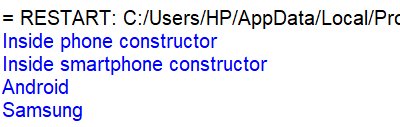 = RESTART: C:/Users/HP/AppData/Local/Pro
Inside phone constructor
Inside smartphone constructor
Android
Samsung